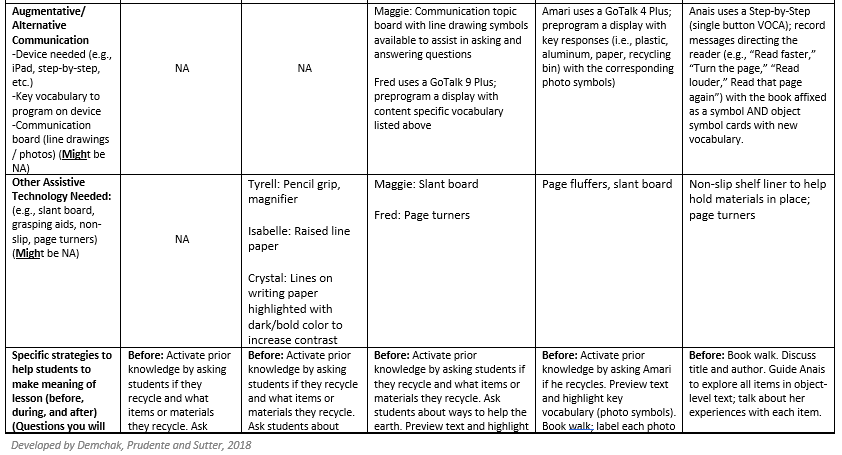 Augmentative/
Alternative
Communication
-Device needed (e.g.,
iPad, step-by-step,
etc.)
-Key vocabulary to
program on device
-Communication
board (line drawings
/ photos) (Might be
NA)
NA
NA
Maggie: Communication topic
board with line drawing symbols
available to assist in asking and
answering questions
Fred uses a GoTalk 9 Plus;
preprogram a display with
content specific vocabulary
listed above
Amari uses a GoTalk 4 Plus;
preprogram a display with
key responses (i.e., plastic,
aluminum, paper, recycling
bin) with the corresponding
photo symbols)
Anais uses a Step-by-Step
(single button VOCA); record
messages directing the
reader (e.g., “Read faster,”
“Turn the page,” “Read
louder,” Read that page
again”) with the book affixed
as a symbol AND object
symbol cards with new
vocabulary.
Other Assistive
Technology Needed:
(e.g., slant board,
grasping aids, non-
slip, page turners)
(Might be NA)
NA
Tyrell: Pencil grip,
magnifier
Isabelle: Raised line
paper
Crystal: Lines on
writing paper
highlighted with
dark/bold color to
increase contrast
Maggie: Slant board
Fred: Page turners
Page fluffers, slant board
Non-slip shelf liner to help
hold materials in place;
page turners
Specific strategies to
help students to
make meaning of
lesson (before,
during, and after)
(Questions you will
Before: Activate prior
knowledge by asking
students if they
recycle and what
items or materials
they recycle. Ask
Before: Activate prior
knowledge by asking
students if they recycle
and what items or
materials they recycle.
Ask students about
Before: Activate prior
knowledge by asking students if
they recycle and what items or
materials they recycle. Ask
students about ways to help the
earth. Preview text and highlight
Before: Activate prior
knowledge by asking Amari
if he recycles. Preview text
and highlight key
vocabulary (photo symbols).
Book walk; label each photo
Before: Book walk. Discuss
title and author. Guide Anais
to explore all items in object-
level text; talk about her
experiences with each item.
Developed by Demchak, Prudente and Sutter, 2018